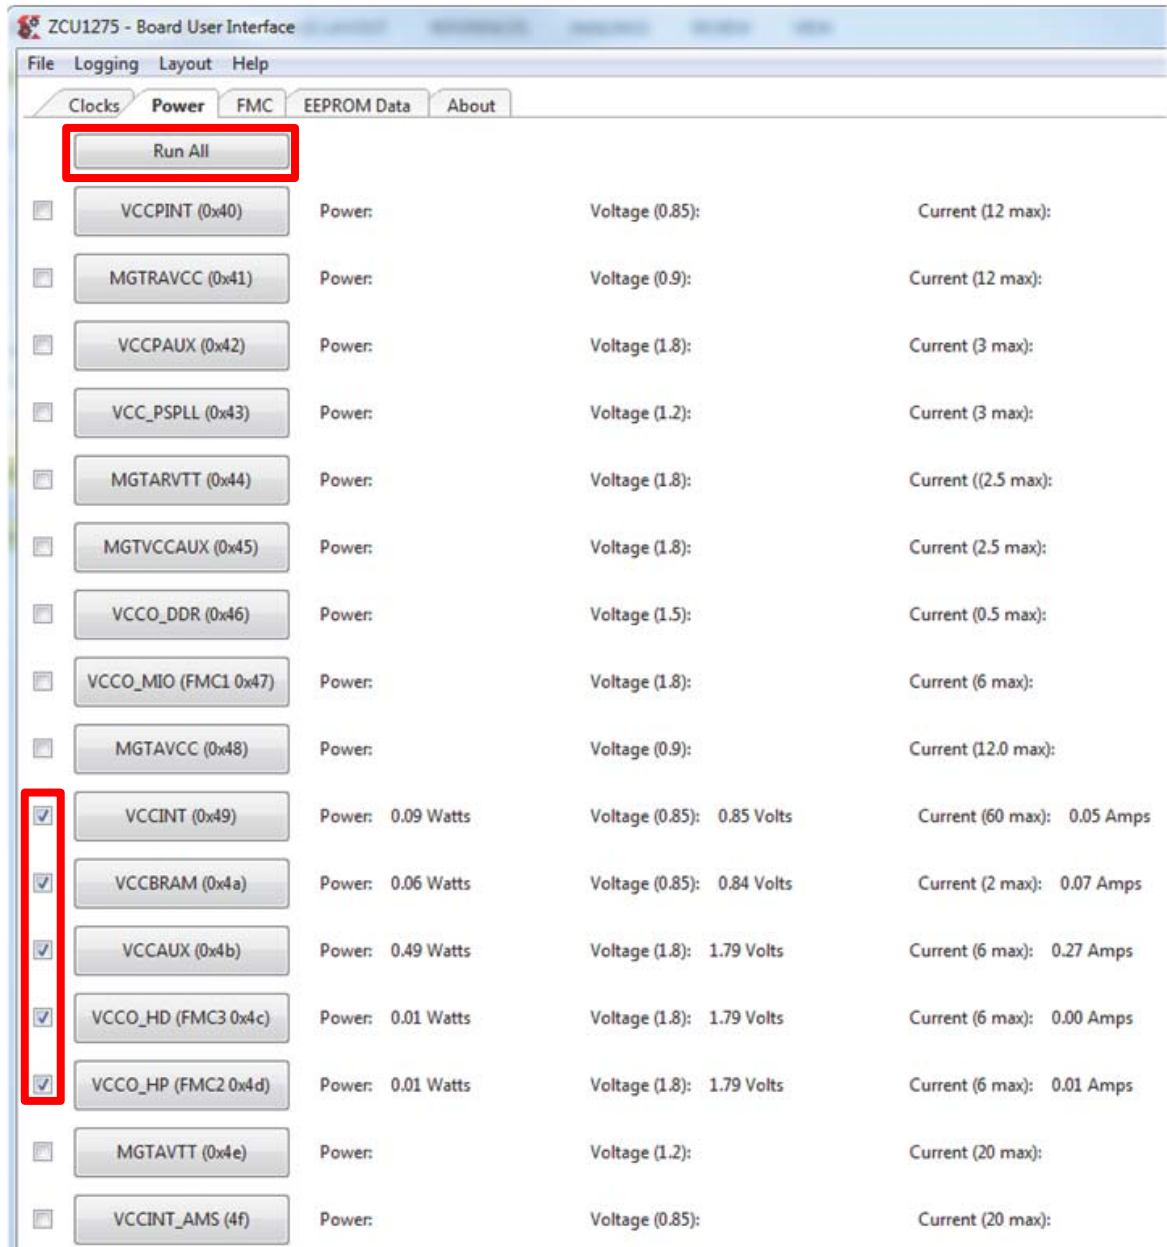 ZCU1275 - Board User Interface
File Logging Layout Help
Clocks Power FMC EEPROM Data About
Run All
VCCPINT (0x40) Power: Voltage (0.85): Current (12 max):
MGTRAVCC (0x41) Power: Voltage (0.9): Current (12 max):
VCCPAUX (0x42) Power: Voltage (1.8): Current (3 max):
VCC_PSPLL (0x43) Power: Voltage (1.2): Current (3 max):
MGTARVTT (0x44) Power: Voltage (1.8): Current ((2.5 max):
MGTVCCAUX (0x45) Power: Voltage (1.8): Current (2.5 max):
VCCO_DDR (0x46) Power: Voltage (1.5): Current (0.5 max):
VCCO_MIO (FMC1 0x47) Power: Voltage (1.8): Current (6 max):
MGTAVCC (0x48) Power: Voltage (0.9): Current (12.0 max):
VCCINT (0x49) Power: 0.09 Watts Voltage (0.85): 0.85 Volts Current (60 max): 0.05 Amps
VCCBRAM (0x4a) Power: 0.06 Watts Voltage (0.85): 0.84 Volts Current (2 max): 0.07 Amps
VCCAUX (0x4b) Power: 0.49 Watts Voltage (1.8): 1.79 Volts Current (6 max): 0.27 Amps
VCCO_HD (FMC3 0x4c) Power: 0.01 Watts Voltage (1.8): 1.79 Volts Current (6 max): 0.00 Amps
VCCO_HP (FMC2 0x4d) Power: 0.01 Watts Voltage (1.8): 1.79 Volts Current (6 max): 0.01 Amps
MGTAVTT (0x4e) Power: Voltage (1.2): Current (20 max):
VCCINT_AMS (4f) Power: Voltage (0.85): Current (20 max):